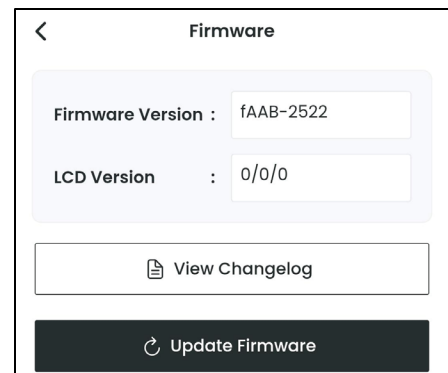 Firmware
Firmware Version : fAAB-2522
LCD Version : 0/0/0
View Changelog
Update Firmware